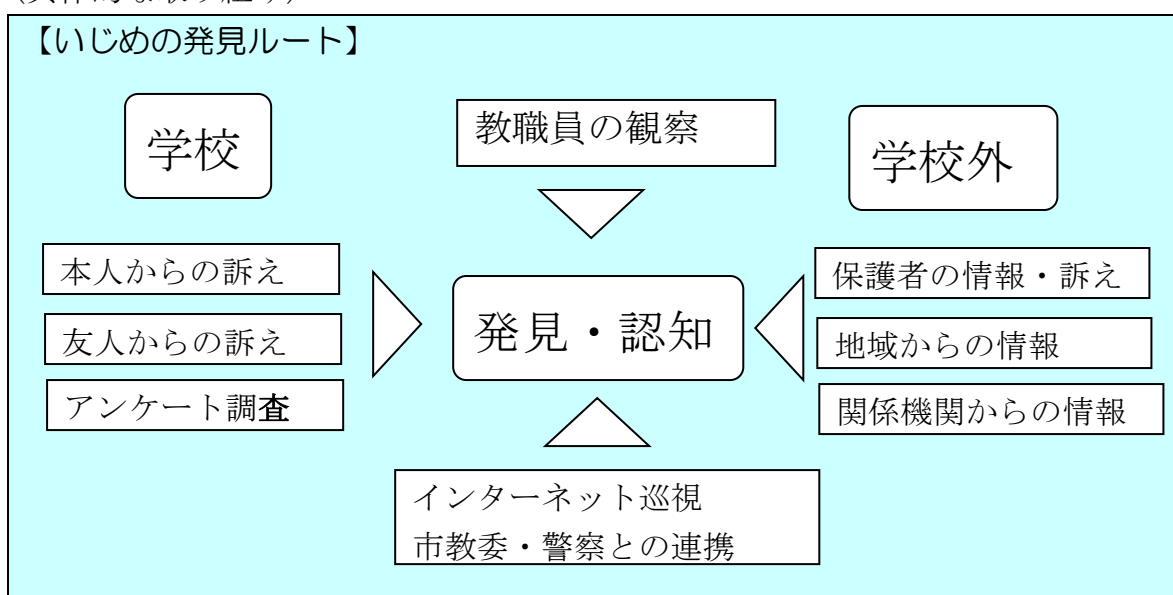 【いじめの発見ルート】
学校
教職員の観察
学校外
本人からの訴え
友人からの訴え
アンケート調査
発見・認知
保護者の情報・訴え
地域からの情報
関係機関からの情報
インターネット巡視
市教委・警察との連携